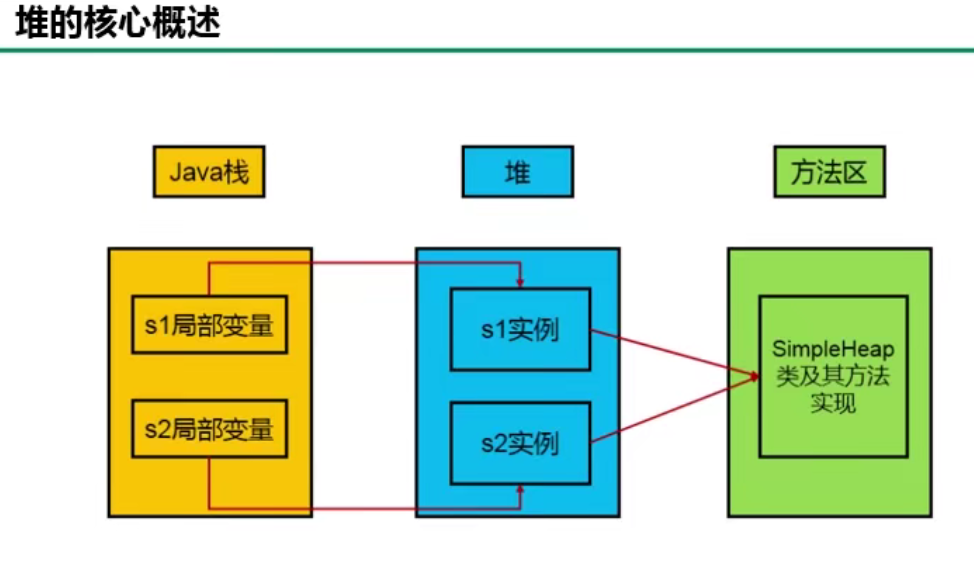 堆的核心概述
Java栈
堆
方法区
s1局部变量
s2局部变量
s1实例
s2实例
SimpleHeap
类及其方法
实现